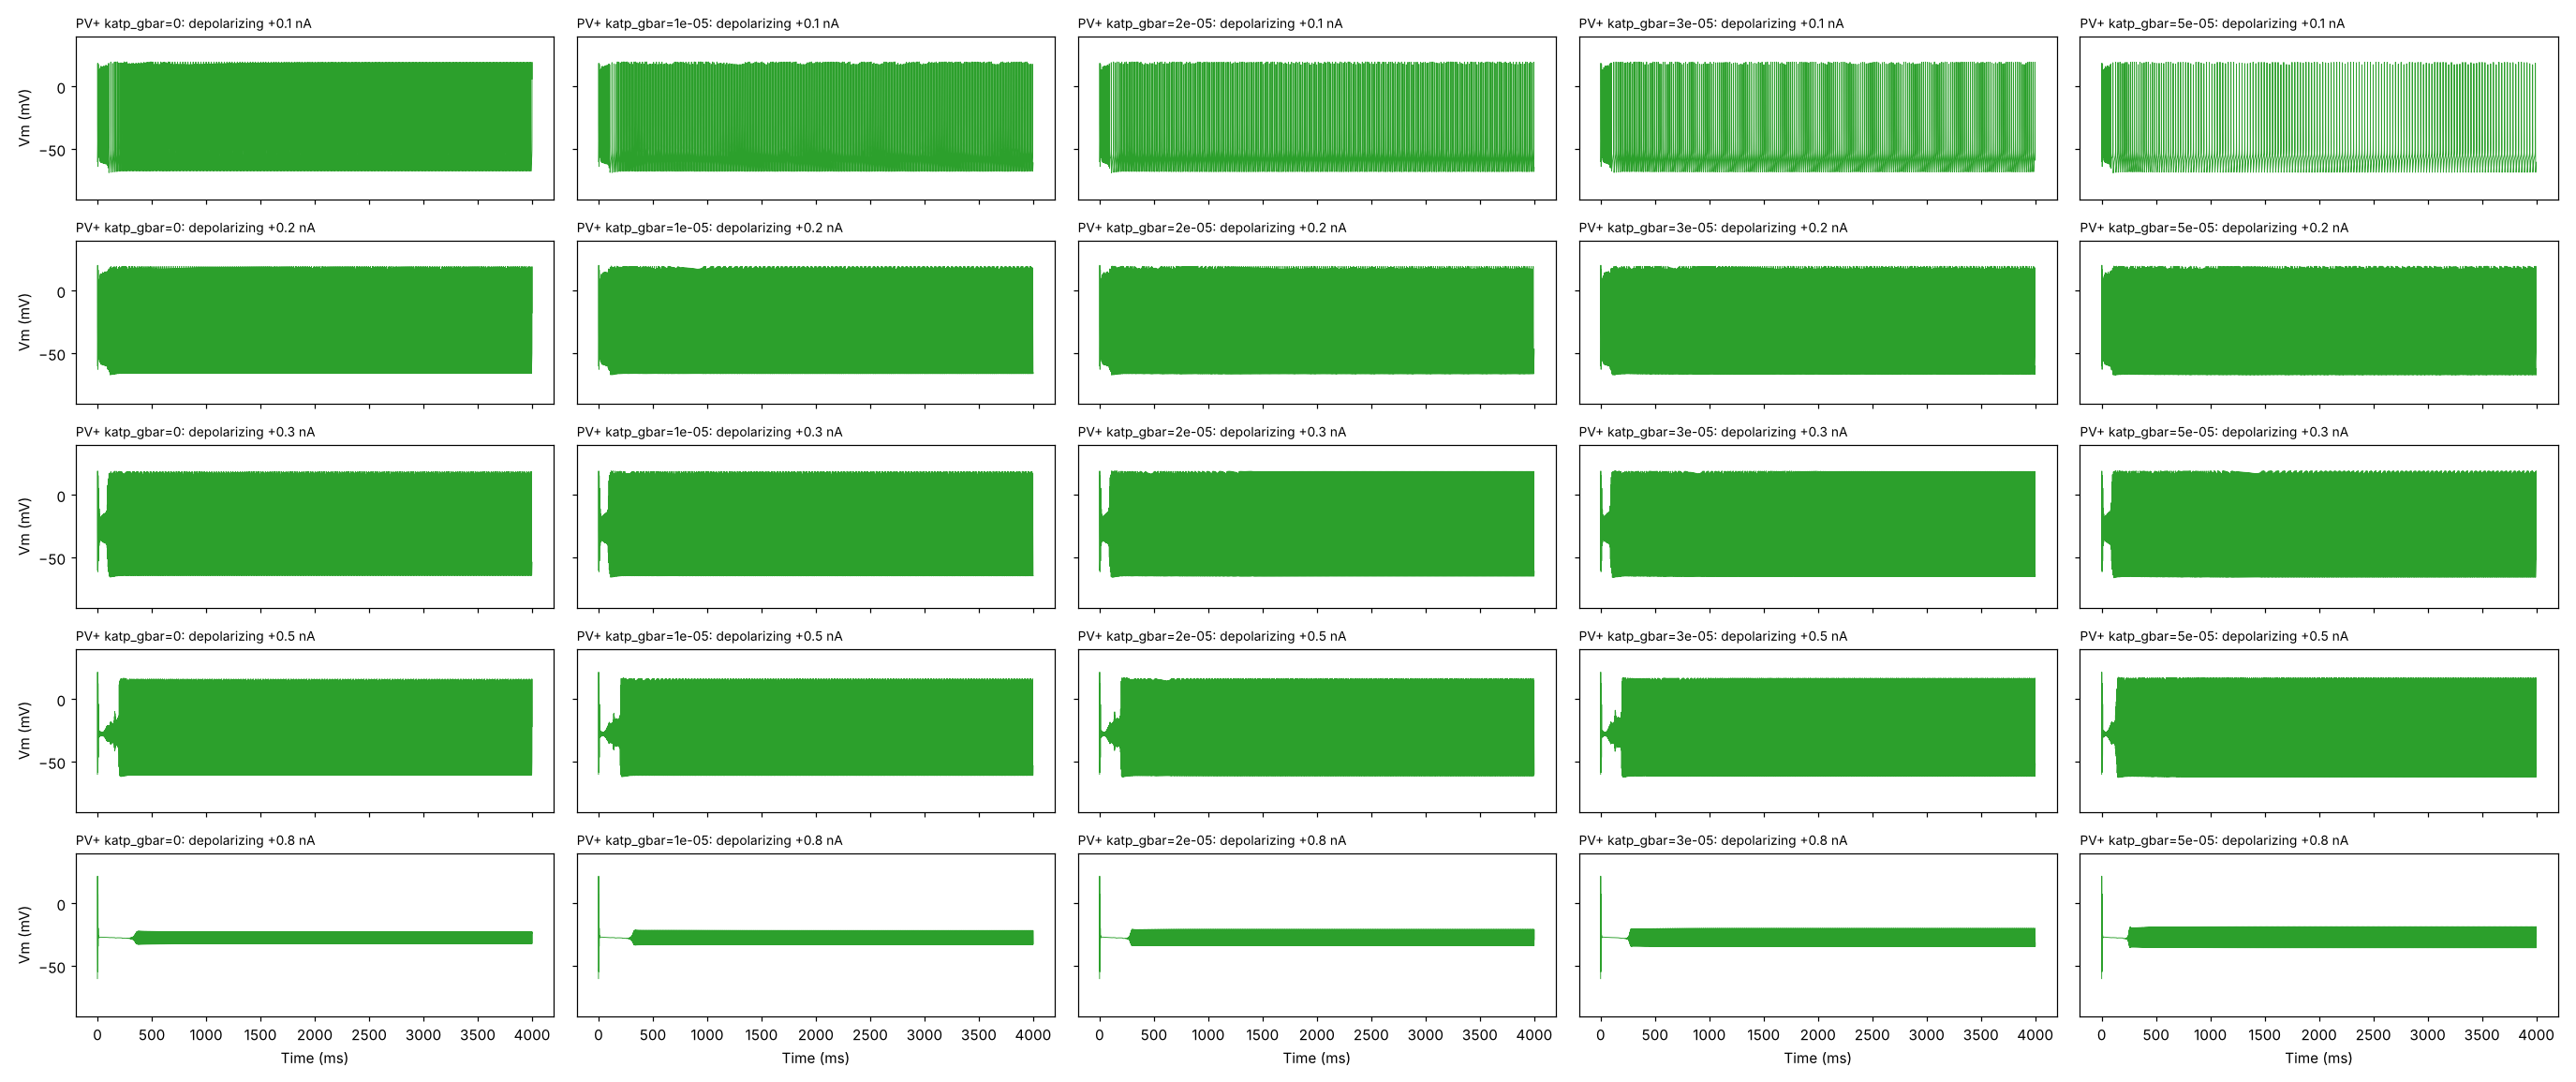 PV+ katp_gbar=0: depolarizing +0.1 nA
PV+ katp_gbar=1e-05: depolarizing +0.1 nA
PV+ katp_gbar=2e-05: depolarizing +0.1 nA
PV+ katp_gbar=3e-05: depolarizing +0.1 nA
PV+ katp_gbar=5e-05: depolarizing +0.1 nA
Vm (mV)
0
−50
PV+ katp_gbar=0: depolarizing +0.2 nA
PV+ katp_gbar=1e-05: depolarizing +0.2 nA
PV+ katp_gbar=2e-05: depolarizing +0.2 nA
PV+ katp_gbar=3e-05: depolarizing +0.2 nA
PV+ katp_gbar=5e-05: depolarizing +0.2 nA
Vm (mV)
0
−50
PV+ katp_gbar=0: depolarizing +0.3 nA
PV+ katp_gbar=1e-05: depolarizing +0.3 nA
PV+ katp_gbar=2e-05: depolarizing +0.3 nA
PV+ katp_gbar=3e-05: depolarizing +0.3 nA
PV+ katp_gbar=5e-05: depolarizing +0.3 nA
Vm (mV)
0
−50
PV+ katp_gbar=0: depolarizing +0.5 nA
PV+ katp_gbar=1e-05: depolarizing +0.5 nA
PV+ katp_gbar=2e-05: depolarizing +0.5 nA
PV+ katp_gbar=3e-05: depolarizing +0.5 nA
PV+ katp_gbar=5e-05: depolarizing +0.5 nA
Vm (mV)
0
−50
PV+ katp_gbar=0: depolarizing +0.8 nA
PV+ katp_gbar=1e-05: depolarizing +0.8 nA
PV+ katp_gbar=2e-05: depolarizing +0.8 nA
PV+ katp_gbar=3e-05: depolarizing +0.8 nA
PV+ katp_gbar=5e-05: depolarizing +0.8 nA
Vm (mV)
0
−50
0 500 1000 1500 2000 2500 3000 3500 4000
0 500 1000 1500 2000 2500 3000 3500 4000
0 500 1000 1500 2000 2500 3000 3500 4000
0 500 1000 1500 2000 2500 3000 3500 4000
0 500 1000 1500 2000 2500 3000 3500 4000
Time (ms)
Time (ms)
Time (ms)
Time (ms)
Time (ms)